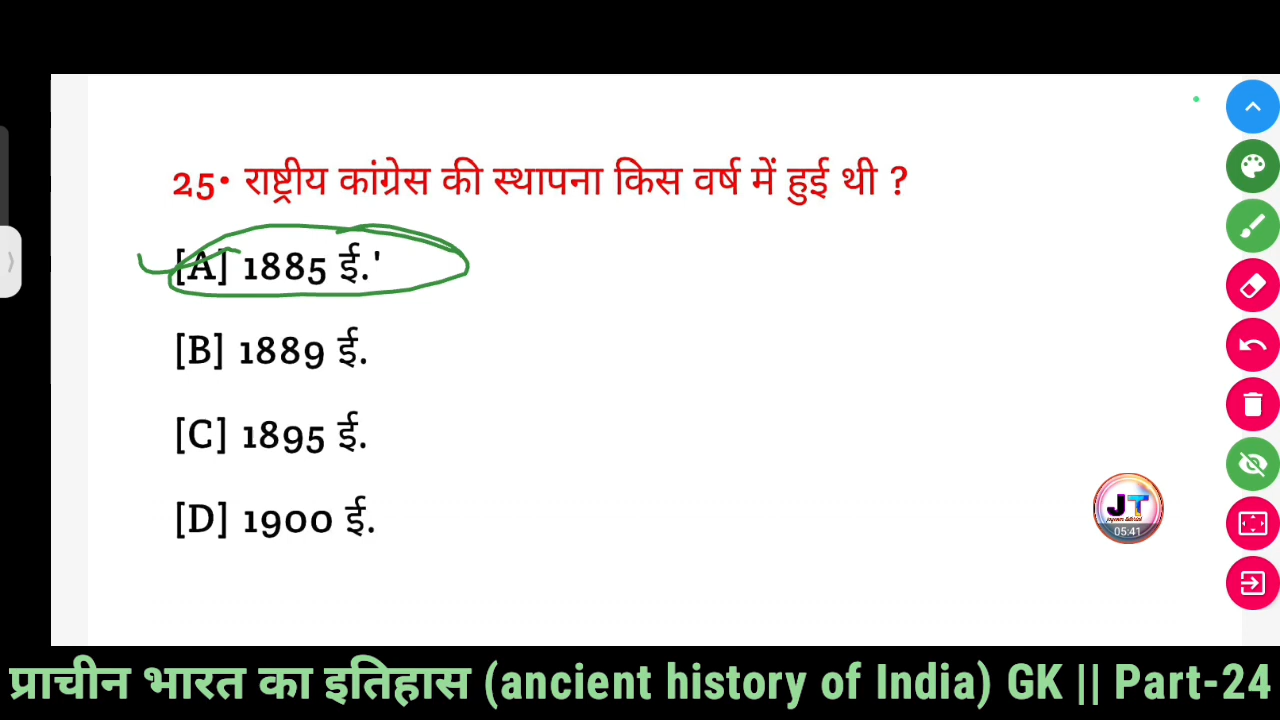 25• राष्ट्रीय कांग्रेस की स्थापना किस वर्ष में हुई थी ?
[A] 1885 ई.'
[B] 1889 ई.
[C] 1895 ई.
[D] 1900 ई.
JT
05:41
प्राचीन भारत का इतिहास (ancient history of India) GK || Part-24